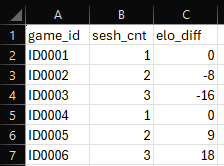 A B C
1 game_id sesh_cnt elo_diff
2 ID0001 1 0
3 ID0002 2 -8
4 ID0003 3 -16
5 ID0004 1 0
6 ID0005 2 9
7 ID0006 3 18